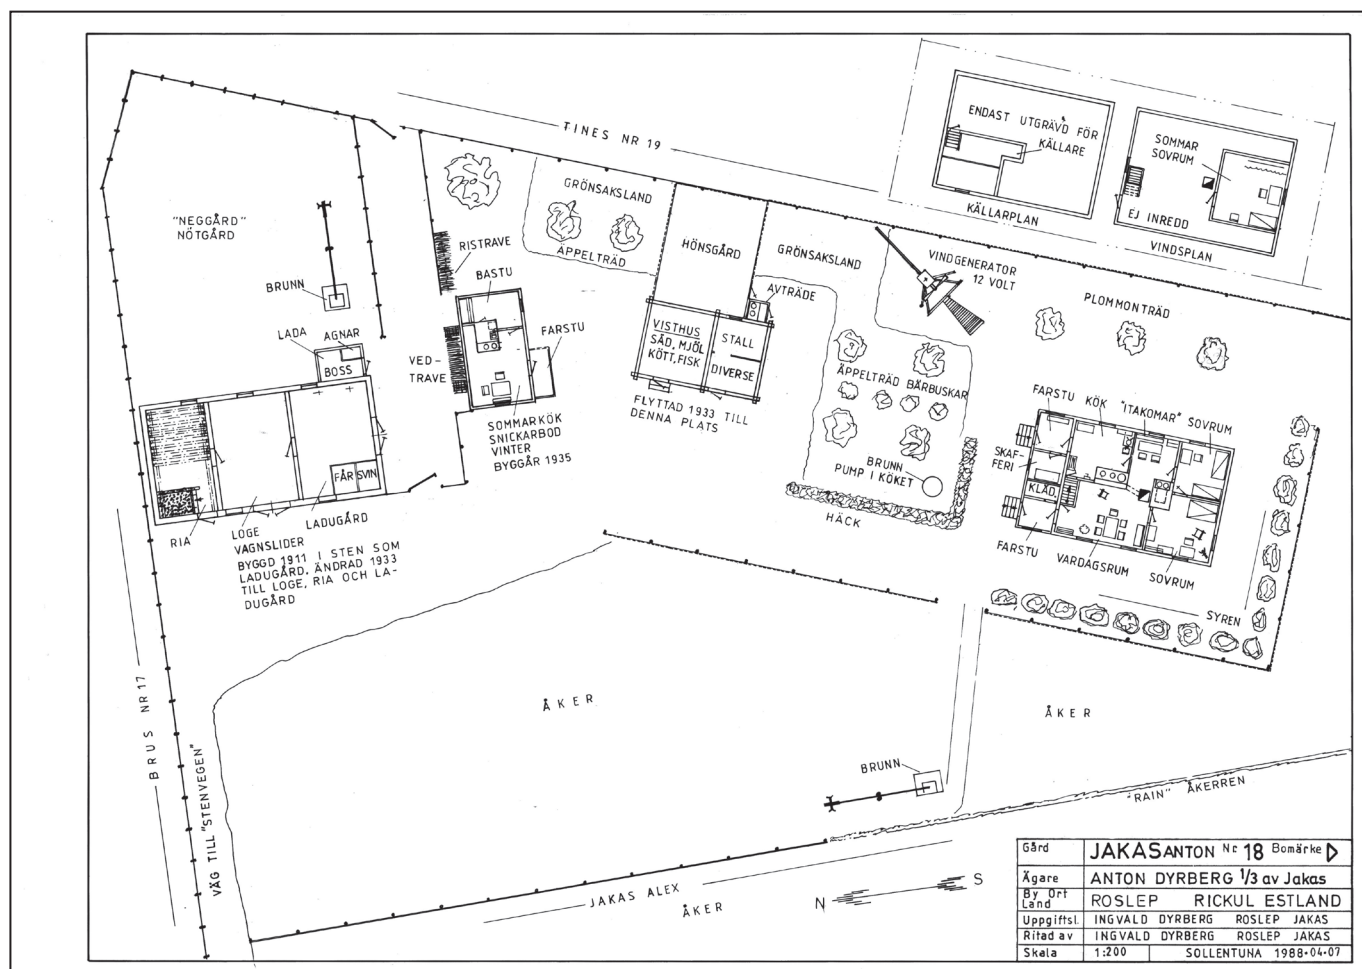 TINES NR 19
ENDAST UTGRÄVD FÖR
KÄLLARE
KÄLLARPLAN
SOMMAR
SOVRUM
EJ INREDD
VINDSPLAN
"NEGGÅRD"
NÖTGÅRD
BRUNN
LADA
AGNAR
BOSS
RISTRAVE
BASTU
FARSTU
VED-
TRAVE
SOMMARKÖK
SNICKARBOD
VINTER
BYGGÅR 1935
GRÖNSAKSLAND
ÄPPELTRÄD
HÖNSGÅRD
GRÖNSAKSLAND
AVTRÄDE
VISTHUS
SÄD, MJÖL
KÖTT, FISK
STALL
DIVERSE
FLYTTAD 1933 TILL
DENNA PLATS
VINDGENERATOR
12 VOLT
PLOMMONTRÄD
ÄPPELTRÄD
BÄRBUSKAR
BRUNN
PUMP I KÖKET
HÄCK
FARSTU
KÖK
"ITAKOMAR"
SOVRUM
SKAF-
FERI
KLÄD.
FARSTU
VARDAGSRUM
SOVRUM
SYREN
FÅR
SVIN
RIA
LOGE
VAGNSLIDER
LADUGÅRD
BYGGD 1911 I STEN SOM
LADUGÅRD. ÄNDRAD 1933
TILL LOGE, RIA OCH LA-
DUGÅRD
BRUS NR 17
VÄG TILL "STENVEGEN"
ÅKER
ÅKER
BRUNN
"RAIN" ÅKERREN
JAKAS ALEX
ÅKER
N
S
Gård JAKASANTON Nr 18 Bomärke
Ägare ANTON DYRBERG 1/3 av Jakas
By Ort
Land ROSLEP RICKUL ESTLAND
Uppgiftsl. INGVALD DYRBERG ROSLEP JAKAS
Ritad av INGVALD DYRBERG ROSLEP JAKAS
Skala 1:200 SOLLENTUNA 1988-04-07